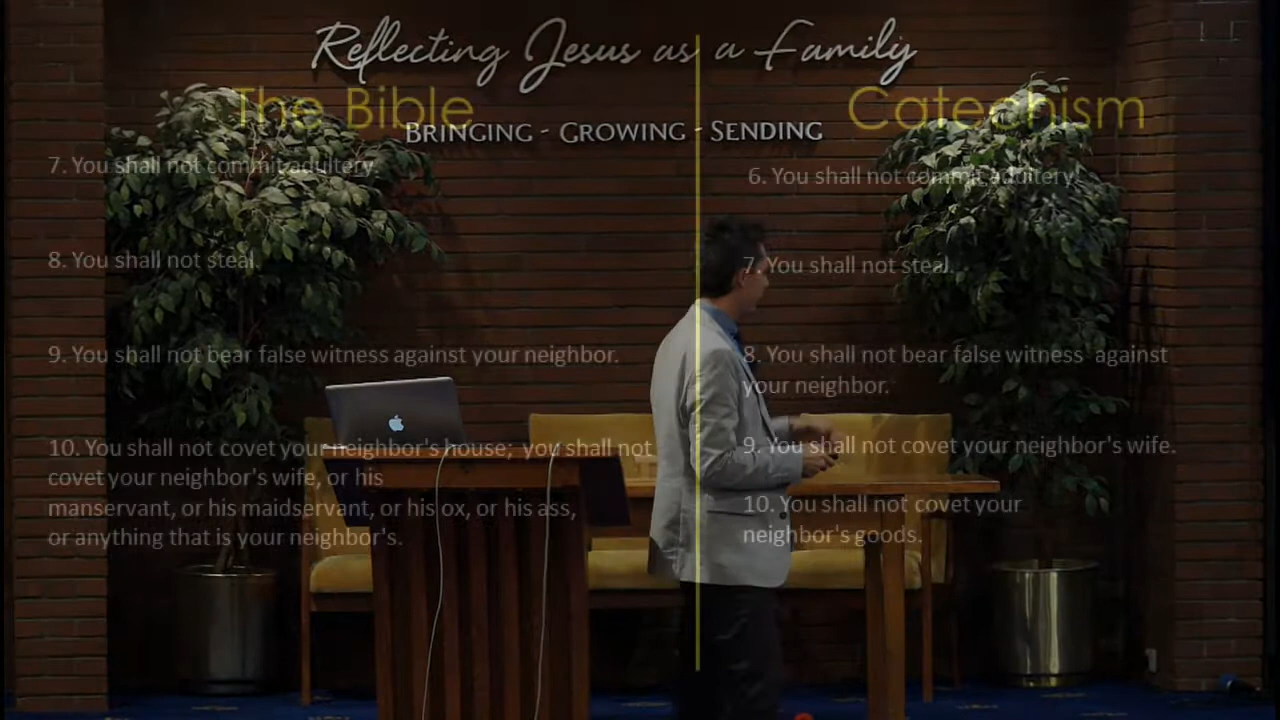 Reflecting Jesus as a Family
BRINGING - GROWING - SENDING
The Bible
7. You shall not commit adultery.
8. You shall not steal.
9. You shall not bear false witness against your neighbor.
10. You shall not covet your neighbor's house; you shall not
covet your neighbor's wife, or his
manservant, or his maidservant, or his ox, or his ass,
or anything that is your neighbor's.
Catechism
6. You shall not commit adultery.
7. You shall not steal.
8. You shall not bear false witness against
your neighbor.
9. You shall not covet your neighbor's wife.
10. You shall not covet your
neighbor's goods.